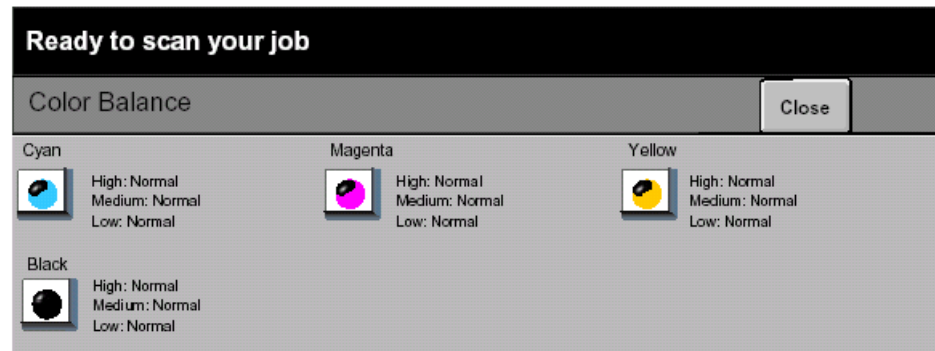 Ready to scan your job
Color Balance
Close
Cyan
High: Normal
Medium: Normal
Low: Normal
Magenta
High: Normal
Medium: Normal
Low: Normal
Yellow
High: Normal
Medium: Normal
Low: Normal
Black
High: Normal
Medium: Normal
Low: Normal